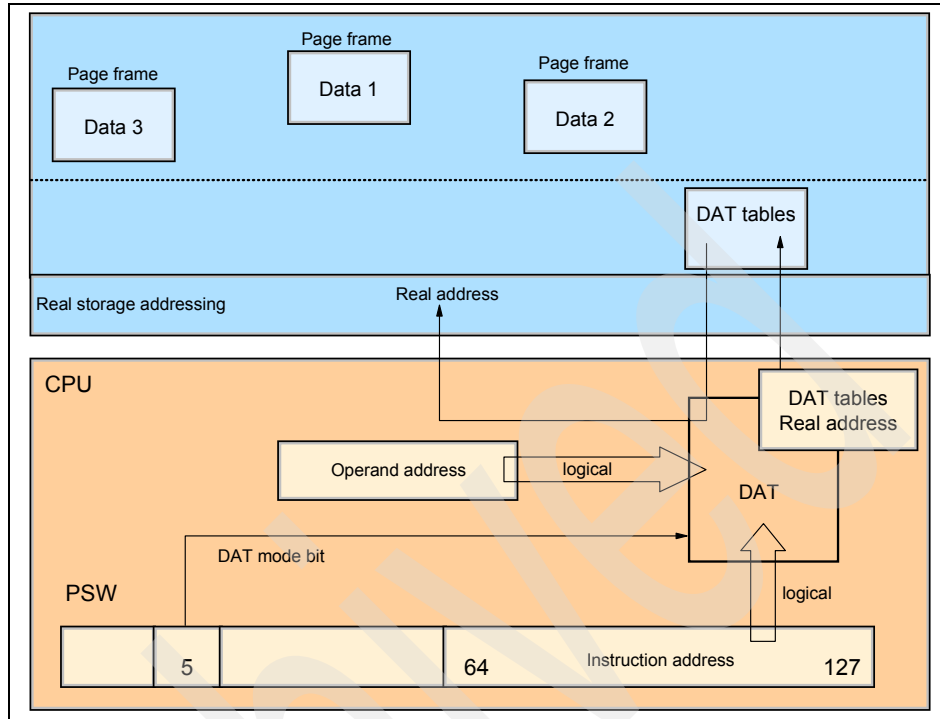 Page frame
Data 1
Page frame
Data 3
Page frame
Data 2
DAT tables
Real storage addressing
Real address
CPU
DAT tables
Real address
Operand address
logical
DAT
DAT mode bit
PSW
logical
5
64
Instruction address
127